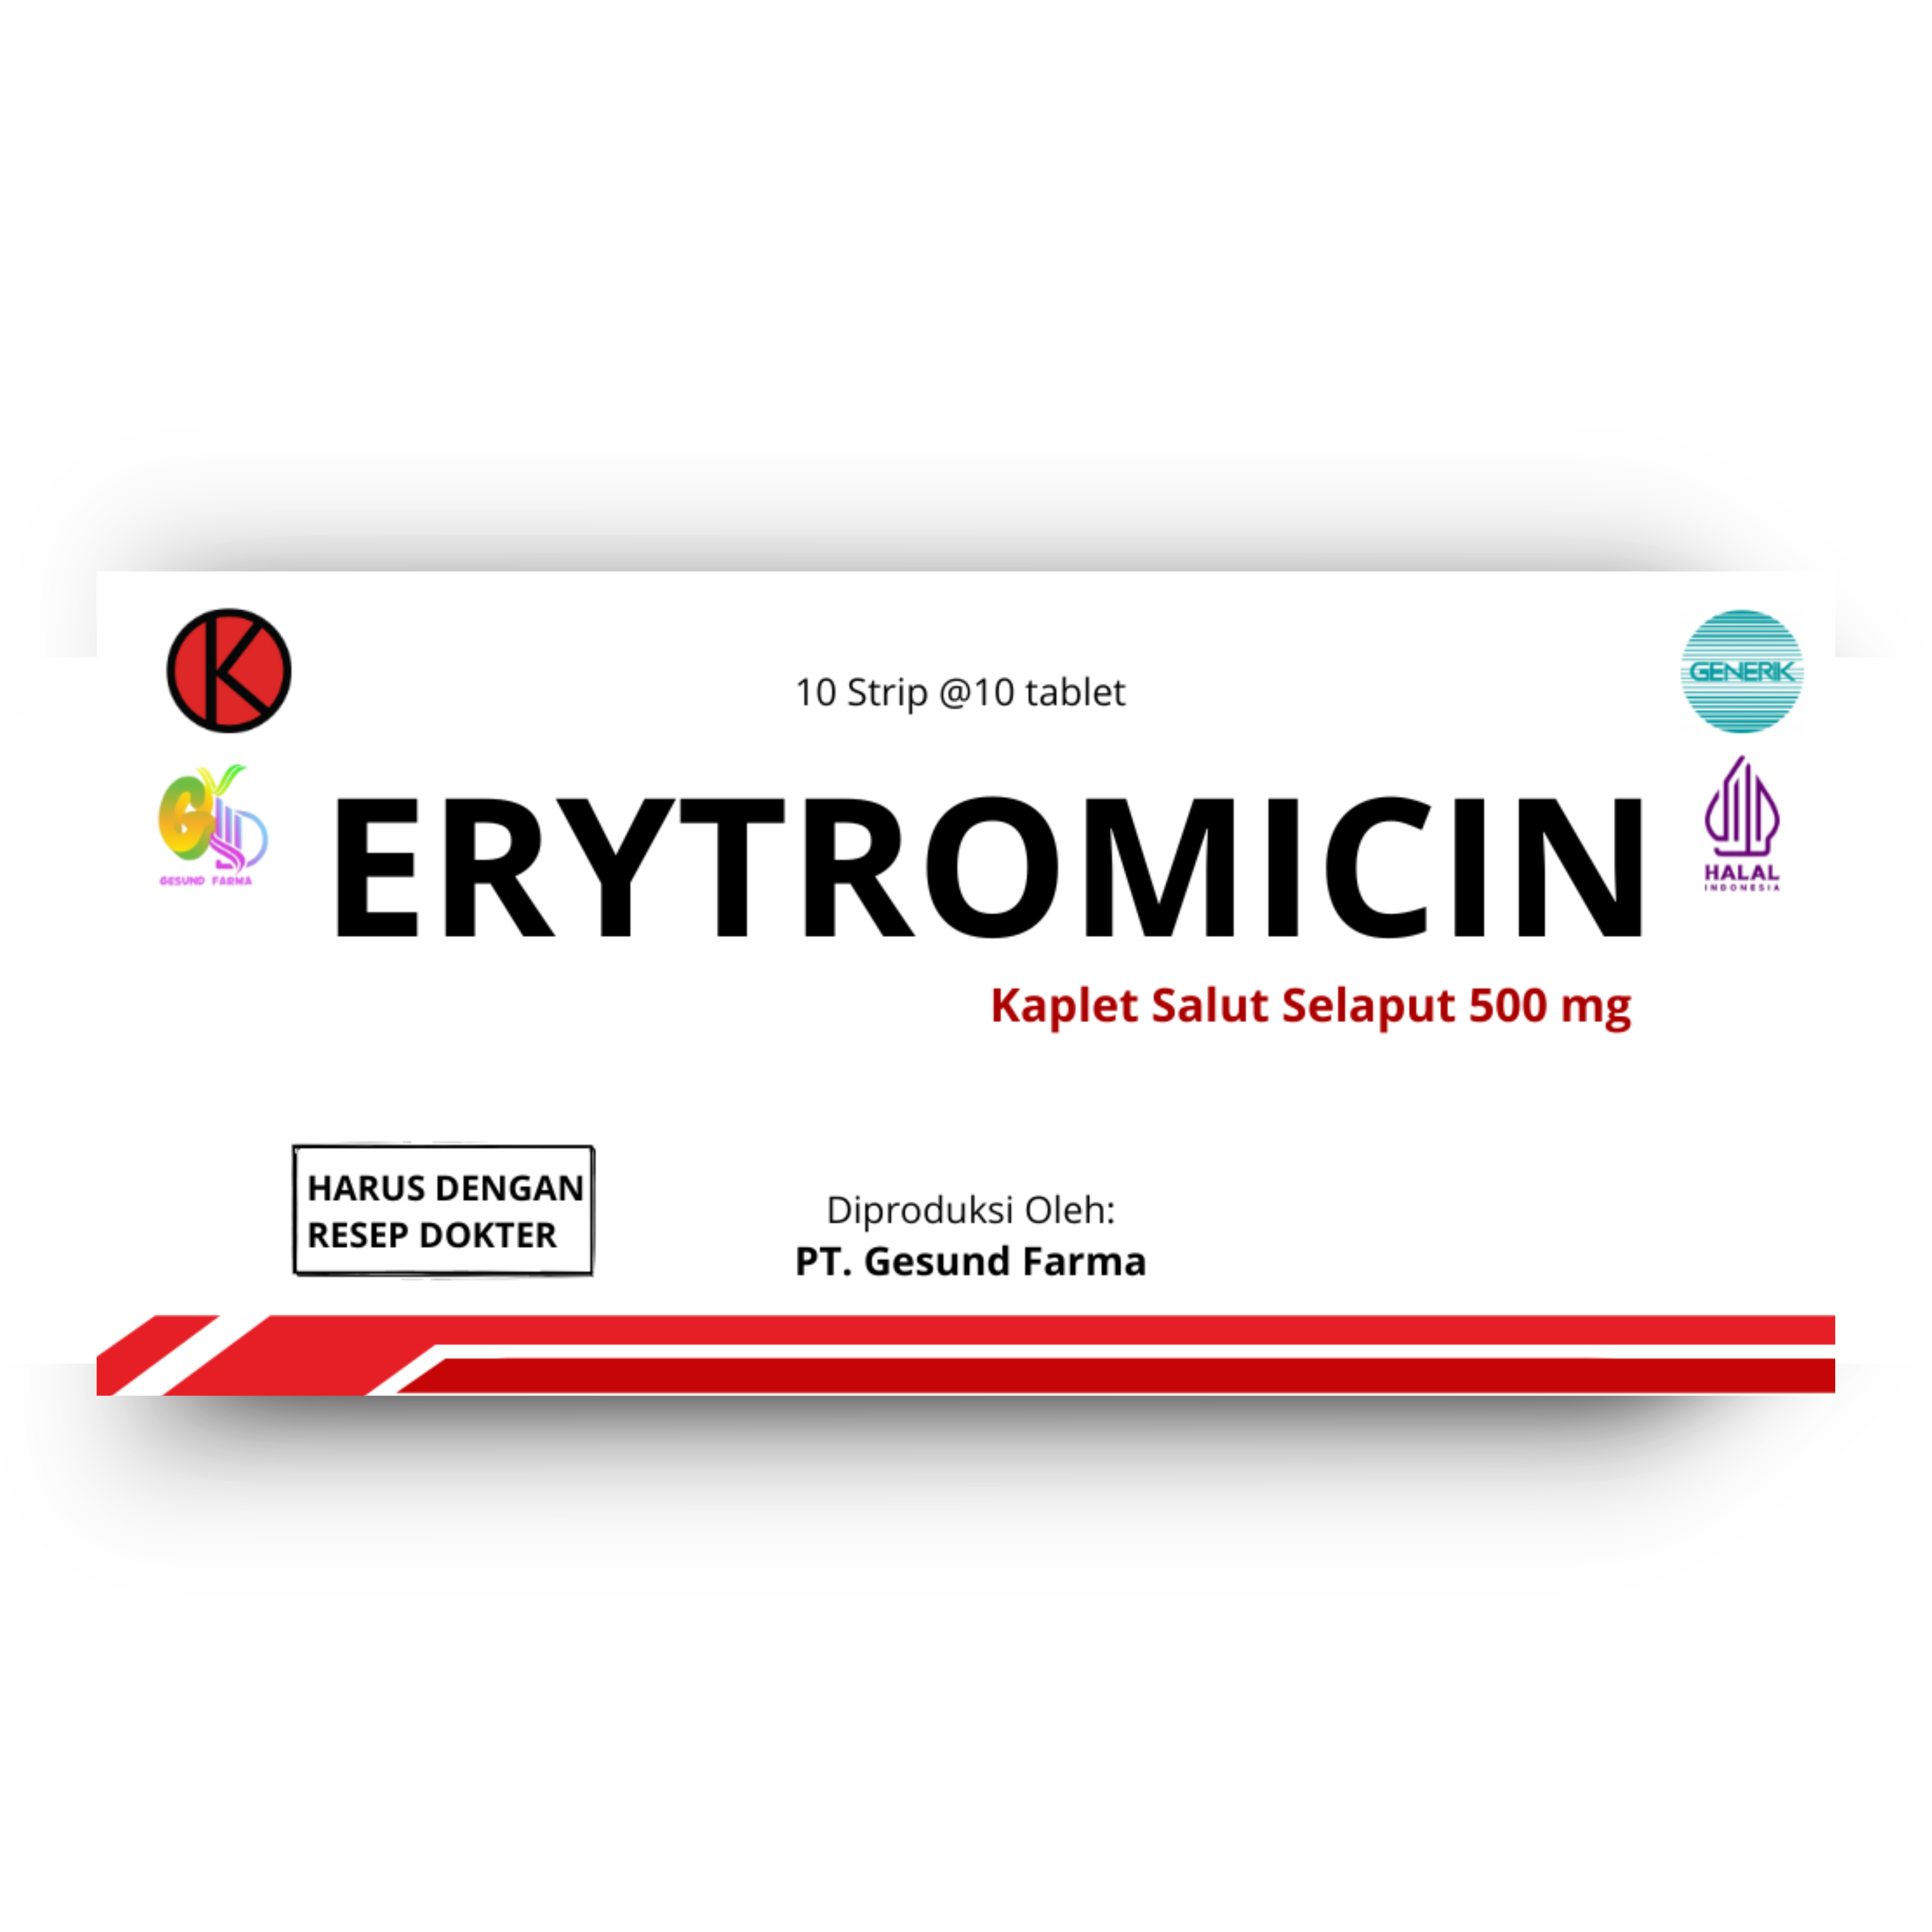 K
10 Strip @10 tablet
GENERIK
GESUND FARMA
ERYTROMICIN
HALAL
INDONESIA
Kaplet Salut Selaput 500 mg
HARUS DENGAN
RESEP DOKTER
Diproduksi Oleh:
PT. Gesund Farma